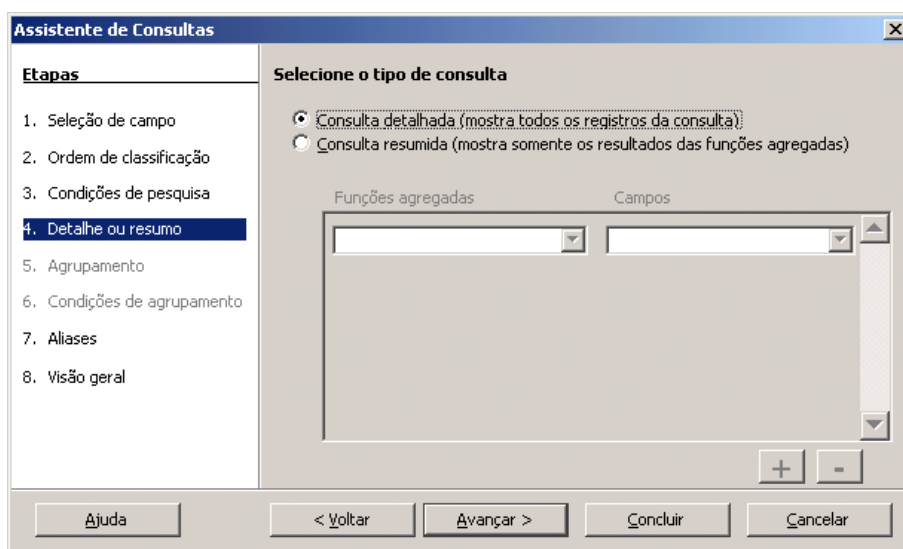 Assistente de Consultas
Etapas
1. Seleção de campo
2. Ordem de classificação
3. Condições de pesquisa
4. Detalhe ou resumo
5. Agrupamento
6. Condições de agrupamento
7. Aliases
8. Visão geral
Selecione o tipo de consulta
Consulta detalhada (mostra todos os registros da consulta)
Consulta resumida (mostra somente os resultados das funções agregadas)
Funções agregadas Campos
+ -
Ajuda < Voltar Avançar > Concluir Cancelar